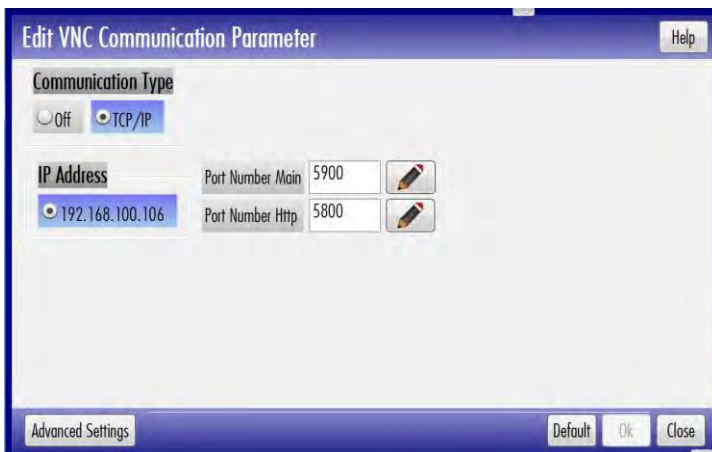 Edit VNC Communication Parameter
Help
Communication Type
Off
TCP/IP
IP Address
Port Number Main 5900
192.168.100.106
Port Number Http 5800
Advanced Settings
Default
Ok
Close